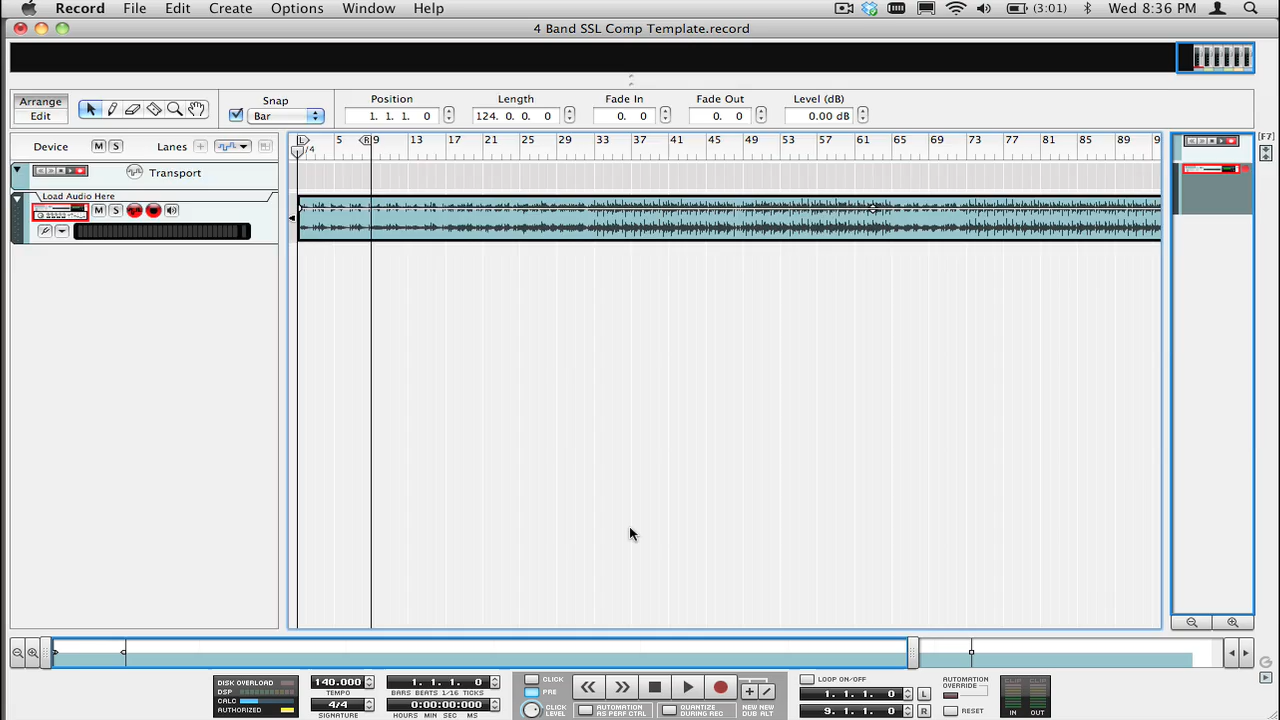 Record File Edit Create Options Window Help (3:01) Wed 8:36 PM
4 Band SSL Comp Template.record
Arrange
Edit
Snap
Bar
Position
1. 1. 1. 0
Length
124. 0. 0. 0
Fade In
0. 0
Fade Out
0. 0
Level (dB)
0.00 dB
[F7]
Device M S Lanes
L 5 R 9 13 17 21 25 29 33 37 41 45 49 53 57 61 65 69 73 77 81 85 89 9
/4
Transport
Load Audio Here
M S
DISK OVERLOAD
DSP
CALC
AUTHORIZED
140.000
TEMPO
4/4
SIGNATURE
1. 1. 1. 0
BARS BEATS 1/16 TICKS
0:00:00:000
HOURS MIN SEC MS
CLICK
PRE
CLICK
LEVEL
AUTOMATION
AS PERF CTRL
QUANTIZE
DURING REC
NEW NEW
DUB ALT
LOOP ON/OFF
1. 1. 1. 0 L
9. 1. 1. 0 R
AUTOMATION
OVERRIDE
RESET
CLIP CLIP
IN OUT